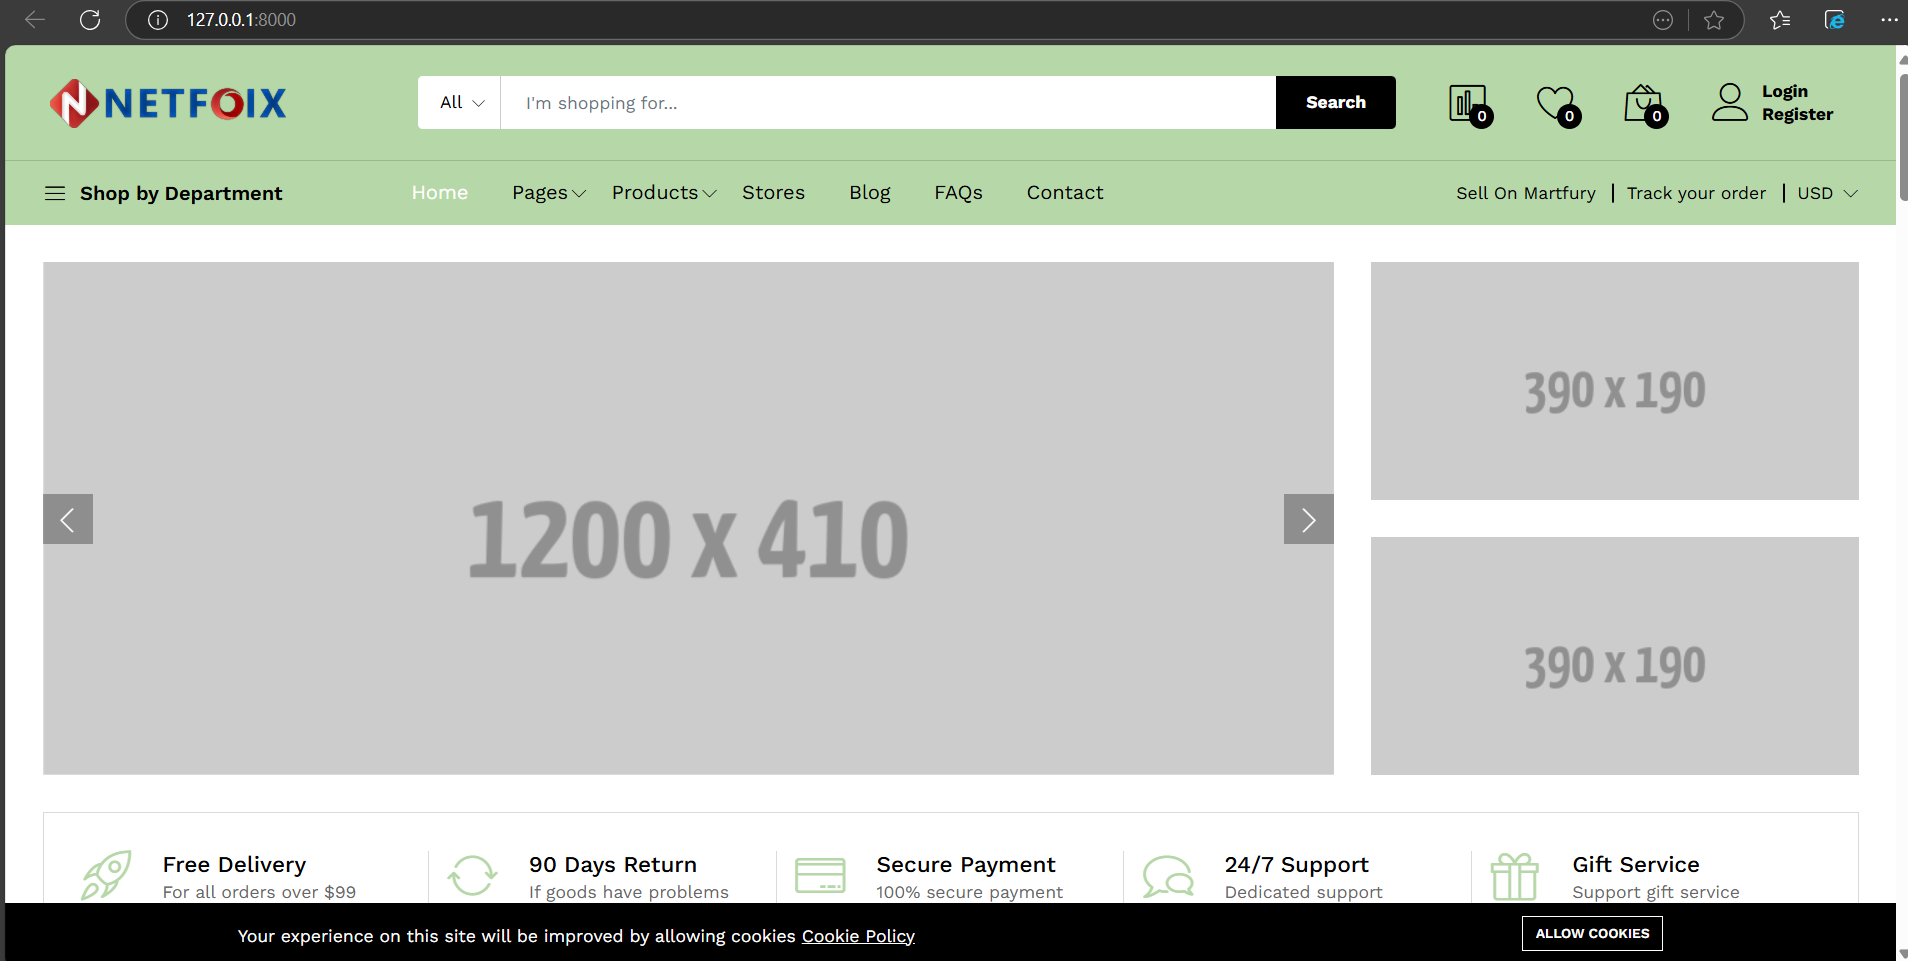 127.0.0.1:8000
NETFOIX
All
I'm shopping for...
Search
0
0
0
Login
Register
Shop by Department
Home
Pages
Products
Stores
Blog
FAQs
Contact
Sell On Martfury
Track your order
USD
1200 x 410
390 x 190
390 x 190
Free Delivery
For all orders over $99
90 Days Return
If goods have problems
Secure Payment
100% secure payment
24/7 Support
Dedicated support
Gift Service
Support gift service
Your experience on this site will be improved by allowing cookies Cookie Policy
ALLOW COOKIES